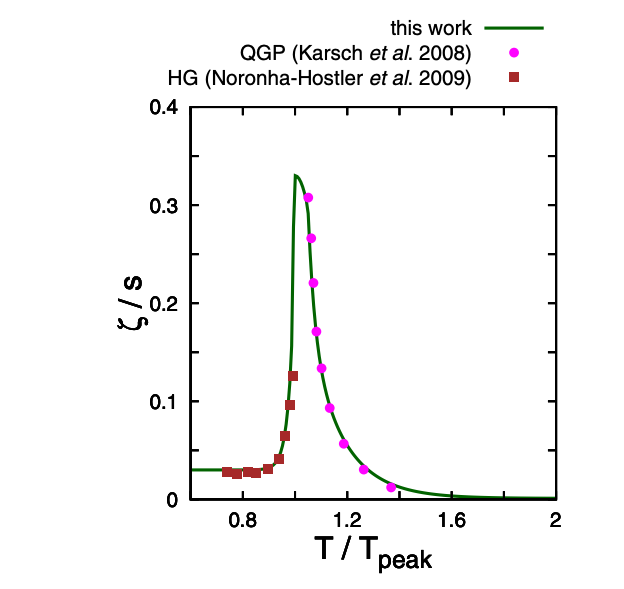 this work
QGP (Karsch et al. 2008)
HG (Noronha-Hostler et al. 2009)
0.4
0.3
0.2
0.1
0
ζ / s
0.8 1.2 1.6 2
T / Tpeak